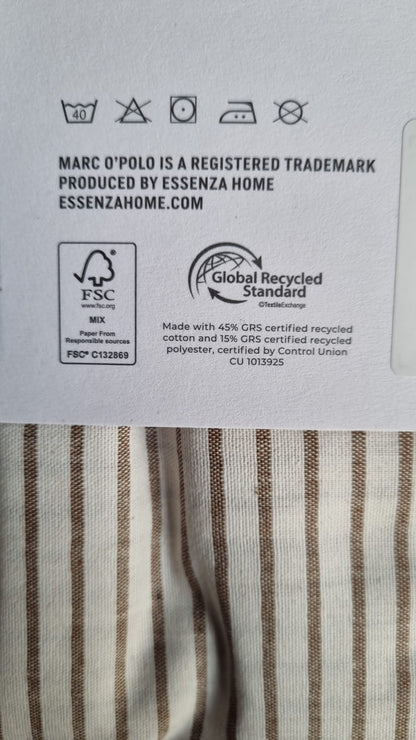 40
MARC O'POLO IS A REGISTERED TRADEMARK
PRODUCED BY ESSENZA HOME
ESSENZAHOME.COM
FSC
www.fsc.org
MIX
Paper From
Responsible sources
FSC® C132869
Global Recycled
Standard
©TextileExchange
Made with 45% GRS certified recycled
cotton and 15% GRS certified recycled
polyester, certified by Control Union
CU 1013925